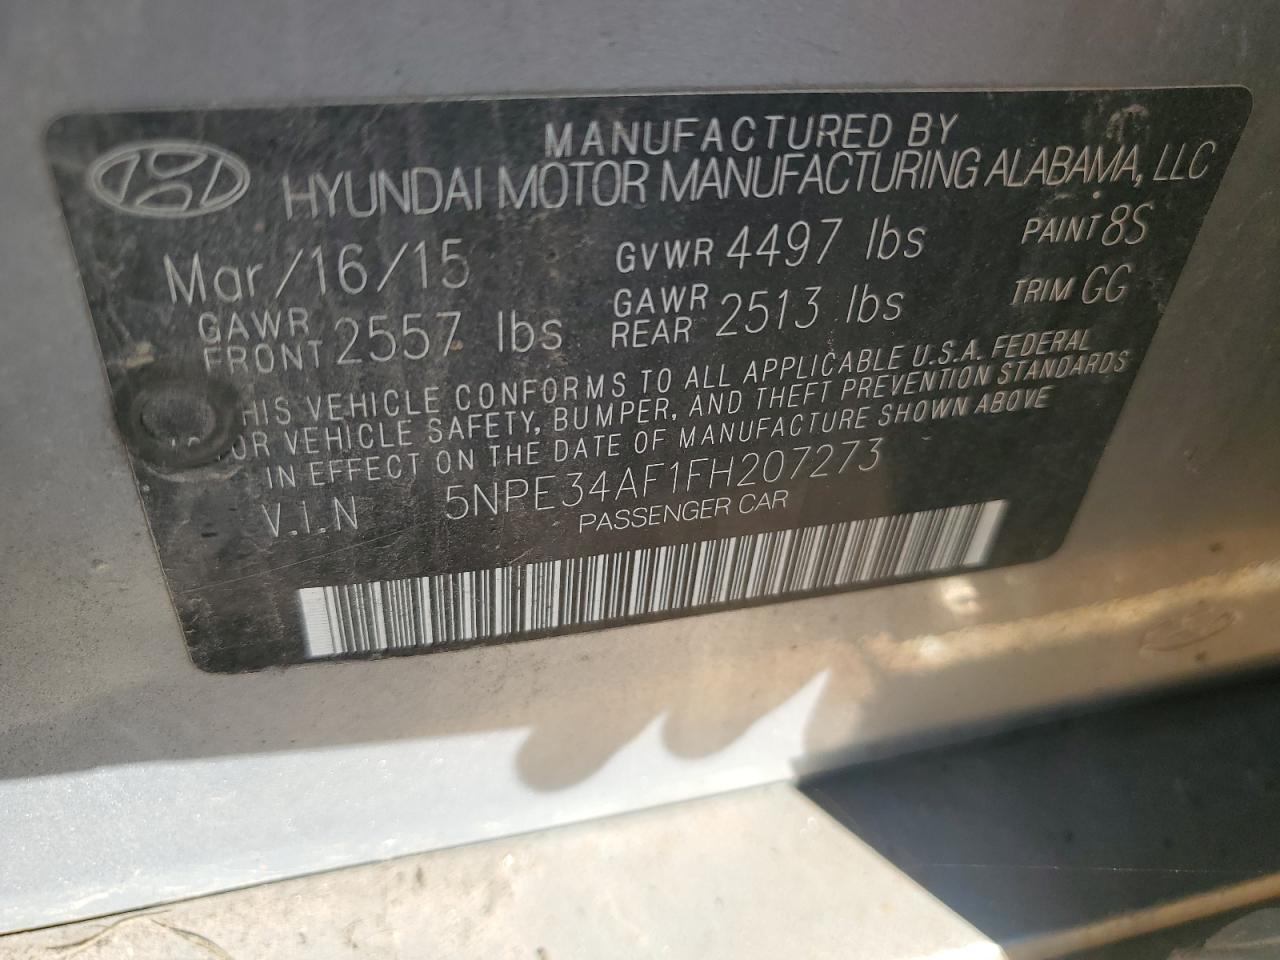 MANUFACTURED BY
HYUNDAI MOTOR MANUFACTURING ALABAMA, LLC
Mar/16/15 GVWR 4497 lbs PAINT 8S
GAWR FRONT 2557 lbs GAWR REAR 2513 lbs TRIM GG
HIS VEHICLE CONFORMS TO ALL APPLICABLE U.S.A. FEDERAL
OR VEHICLE SAFETY, BUMPER, AND THEFT PREVENTION STANDARDS
IN EFFECT ON THE DATE OF MANUFACTURE SHOWN ABOVE
V.I.N 5NPE34AF1FH207273
PASSENGER CAR